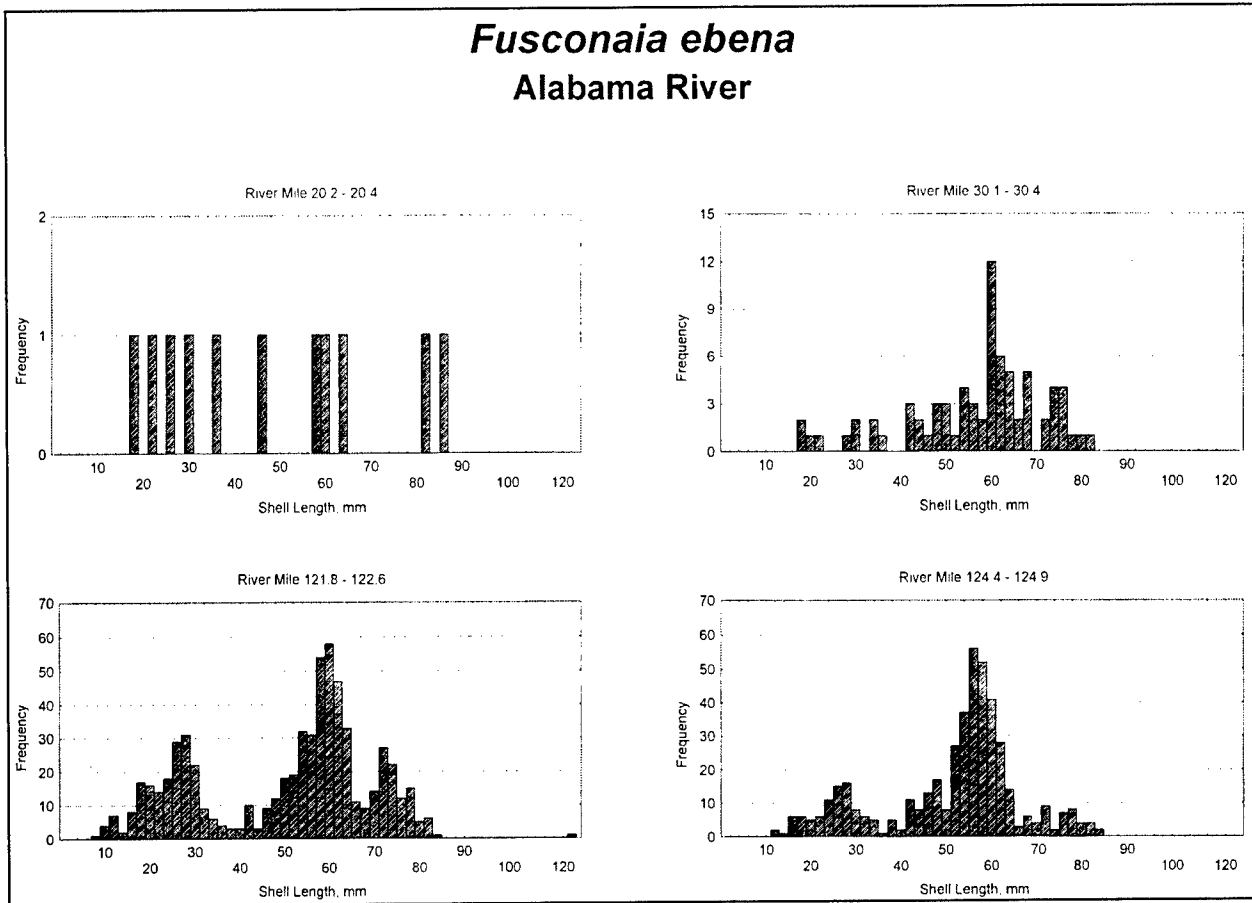 Fusconaia ebena
Alabama River
River Mile 20 2 - 20 4
2
1
0
Frequency
10 30 50 70 90
20 40 60 80 100 120
Shell Length, mm
River Mile 30 1 - 30 4
15
12
9
6
3
0
Frequency
10 30 50 70 90
20 40 60 80 100 120
Shell Length, mm
River Mile 121.8 - 122.6
70
60
50
40
30
20
10
0
Frequency
10 30 50 70 90
20 40 60 80 100 120
Shell Length, mm
River Mile 124 4 - 124 9
70
60
50
40
30
20
10
0
Frequency
10 30 50 70 90
20 40 60 80 100 120
Shell Length, mm